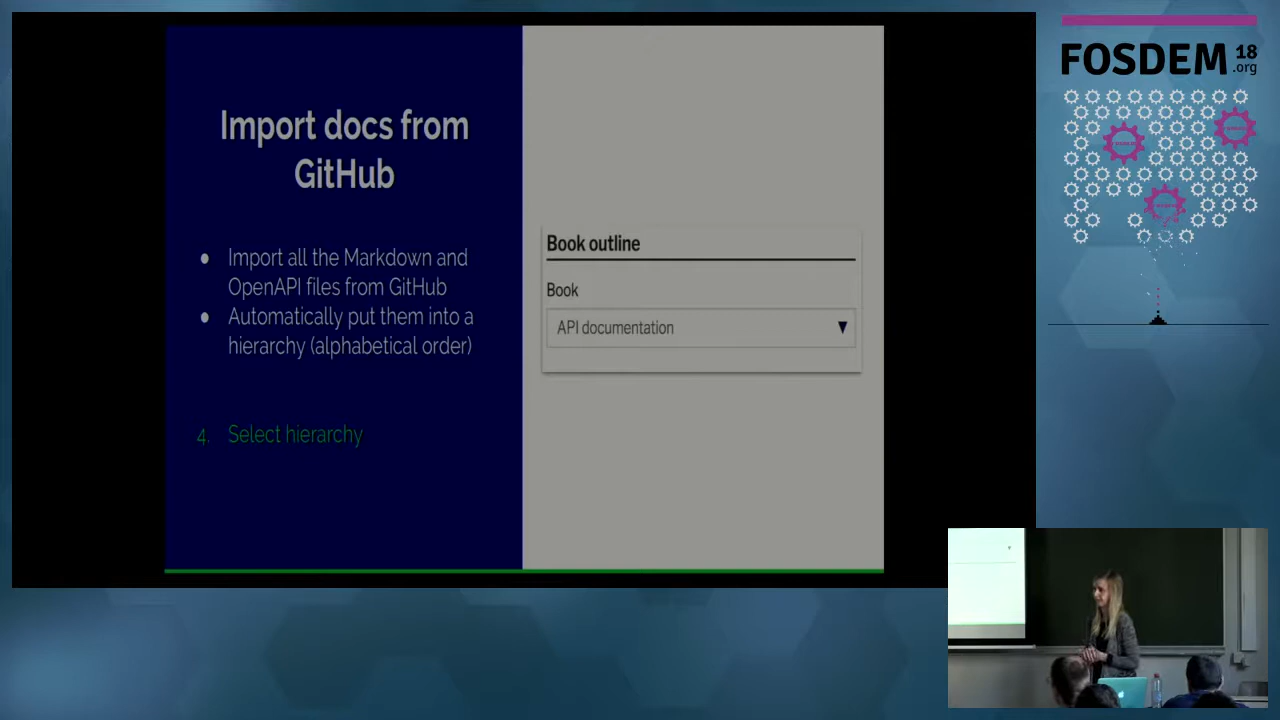 Import docs from
GitHub
● Import all the Markdown and
OpenAPI files from GitHub
● Automatically put them into a
hierarchy (alphabetical order)
4. Select hierarchy
Book outline
Book
API documentation
FOSDEM 18
.org